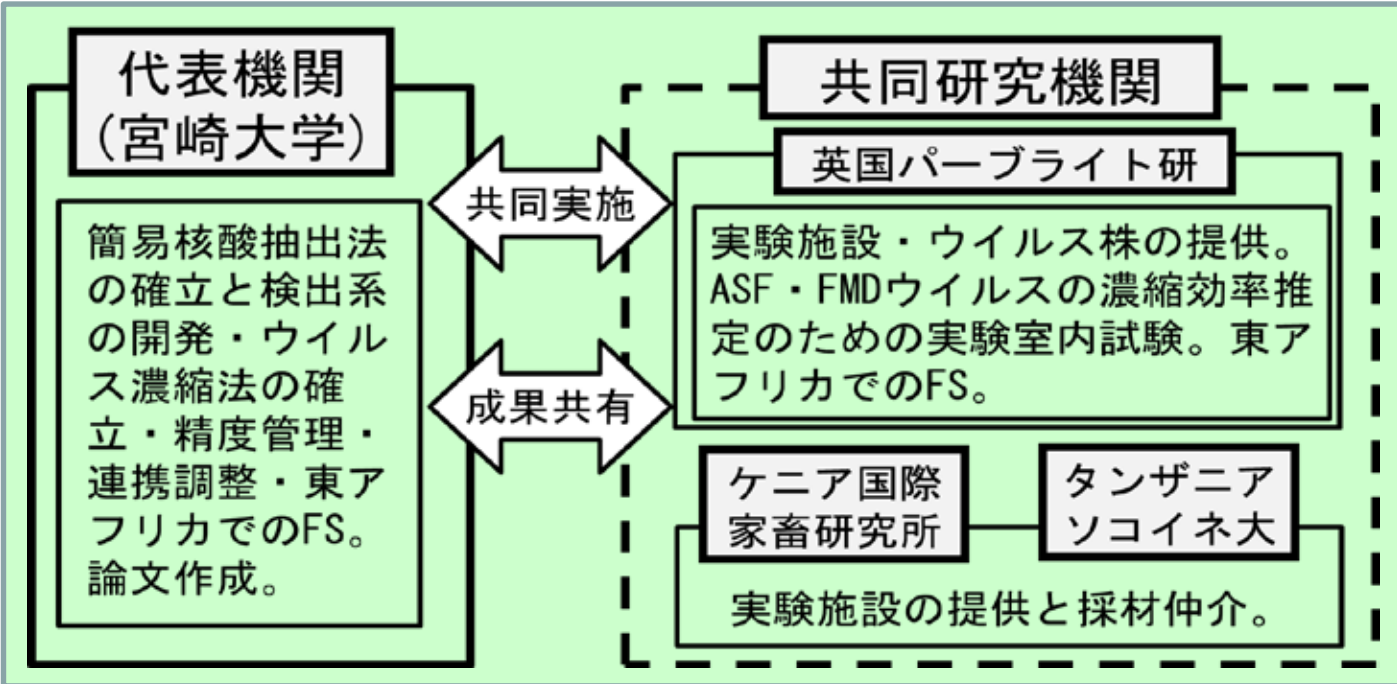 代表機関
(宮崎大学)
簡易核酸抽出法
の確立と検出系
の開発・ウイル
ス濃縮法の確
立・精度管理・
連携調整・東ア
フリカでのFS。
論文作成。
共同実施
成果共有
共同研究機関
英国パーブライト研
実験施設・ウイルス株の提供。
ASF・FMDウイルスの濃縮効率推
定のための実験室内試験。東ア
フリカでのFS。
ケニア国際
家畜研究所
タンザニア
ソコイネ大
実験施設の提供と採材仲介。